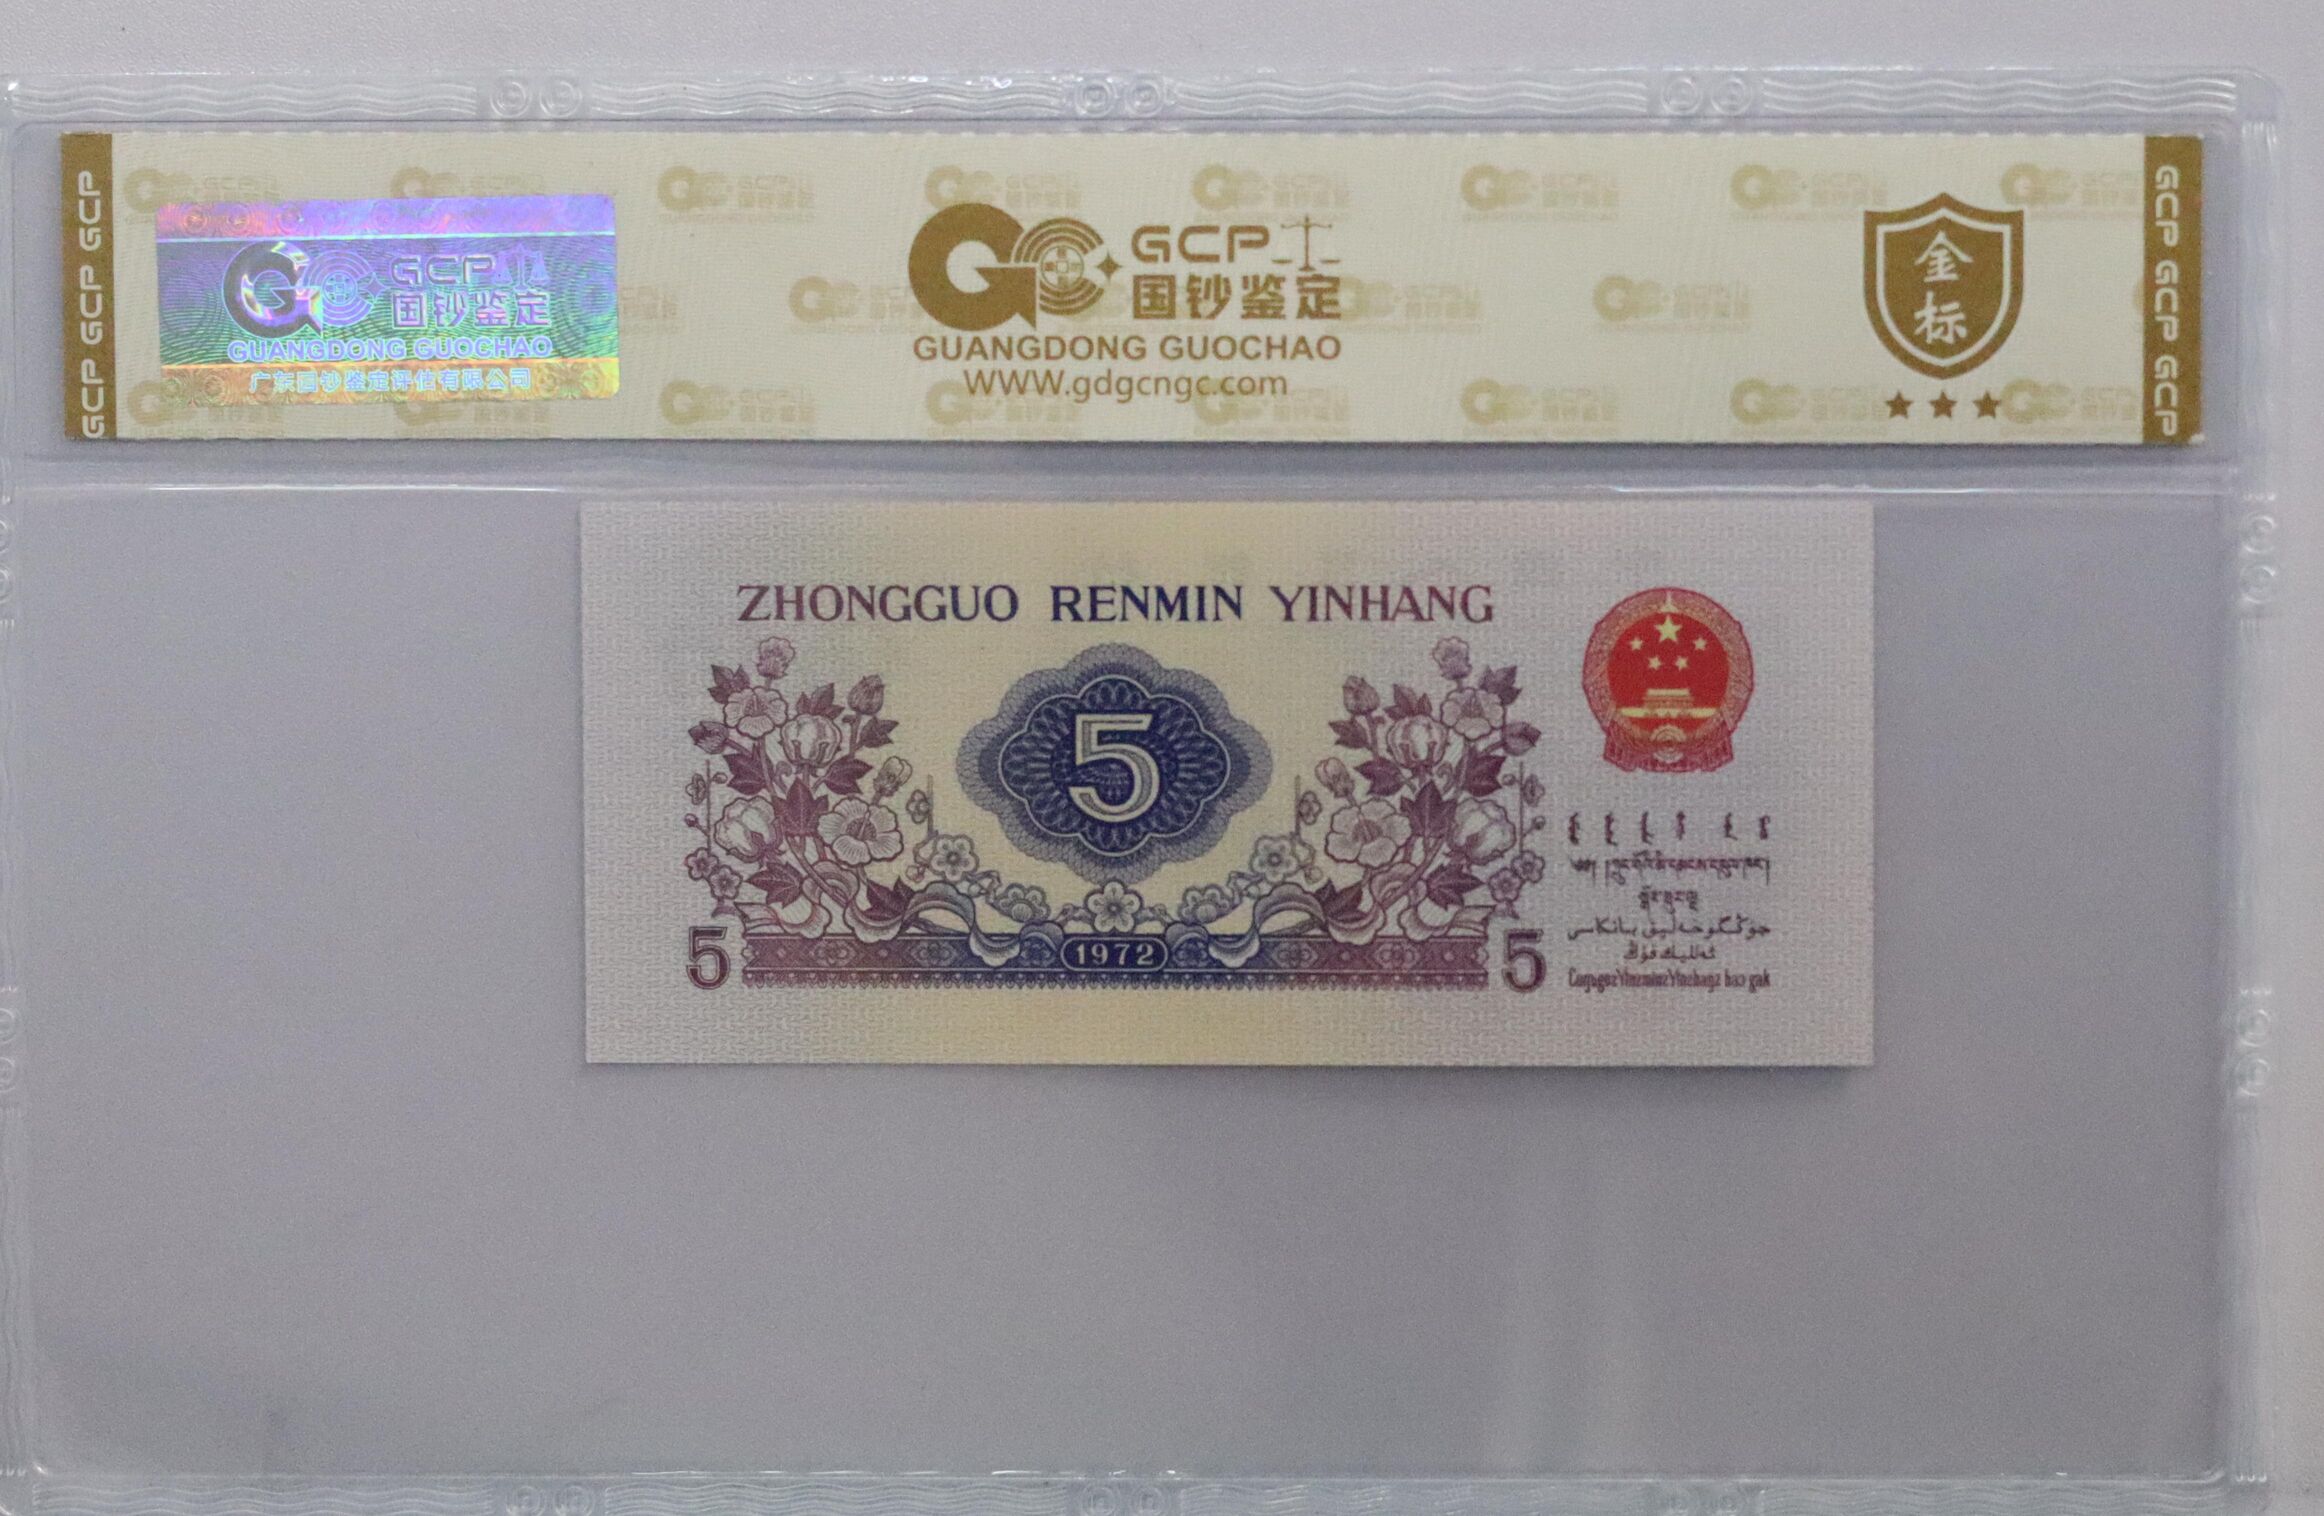 GCP GCP GCP
GCP
国钞鉴定
GUANGDONG GUOCHAO
广东国钞鉴定评估有限公司
GCP
国钞鉴定
GUANGDONG GUOCHAO
WWW.gdgcngc.com
金标
GCP GCP GCP
ZHONGGUO RENMIN YINHANG
5
5
1972
5